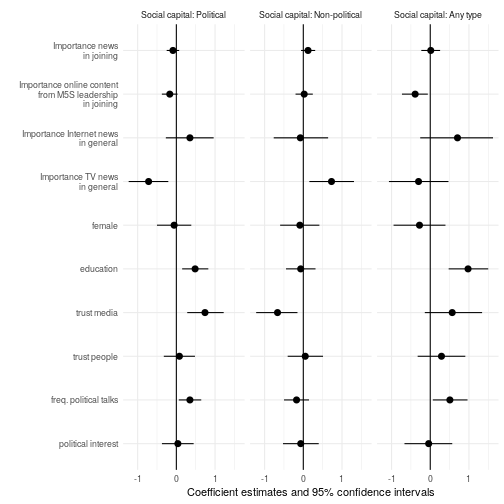 Social capital: Political Social capital: Non-political Social capital: Any type
Importance news
in joining
Importance online content
from M5S leadership
in joining
Importance Internet news
in general
Importance TV news
in general
female
education
trust media
trust people
freq. political talks
political interest
-1 0 1 -1 0 1 -1 0 1
Coefficient estimates and 95% confidence intervals